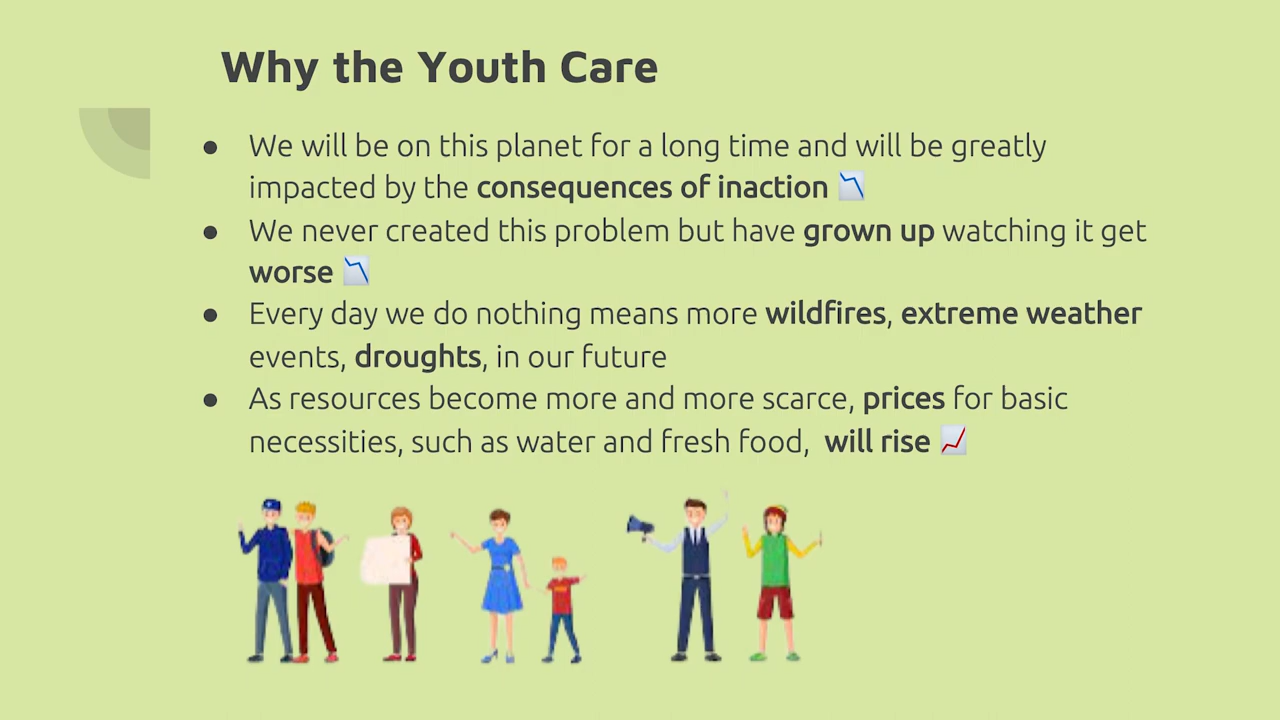 Why the Youth Care
● We will be on this planet for a long time and will be greatly
impacted by the consequences of inaction 📉
● We never created this problem but have grown up watching it get
worse 📉
● Every day we do nothing means more wildfires, extreme weather
events, droughts, in our future
● As resources become more and more scarce, prices for basic
necessities, such as water and fresh food, will rise 📈